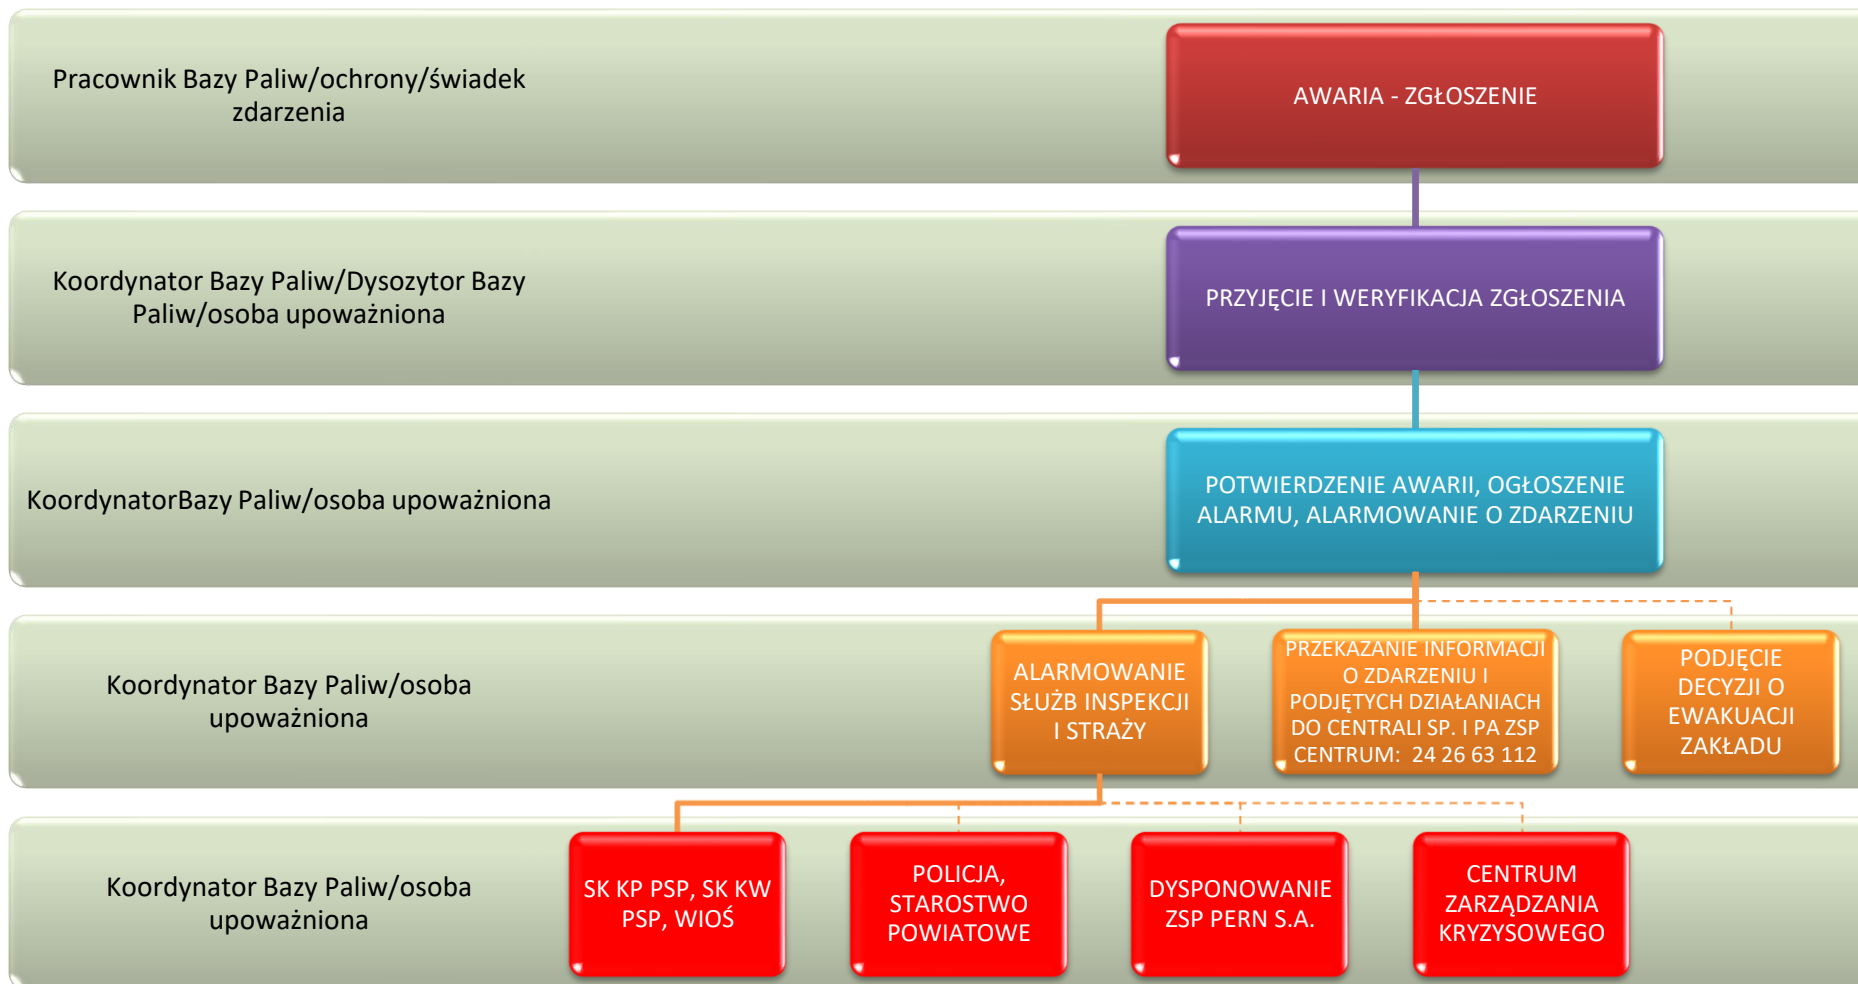 Pracownik Bazy Paliw/ochrony/świadek
zdarzenia
AWARIA - ZGŁOSZENIE
Koordynator Bazy Paliw/Dysozytor Bazy
Paliw/osoba upoważniona
PRZYJĘCIE I WERYFIKACJA ZGŁOSZENIA
KoordynatorBazy Paliw/osoba upoważniona
POTWIERDZENIE AWARII, OGŁOSZENIE
ALARMU, ALARMOWANIE O ZDARZENIU
Koordynator Bazy Paliw/osoba
upoważniona
ALARMOWANIE
SŁUŻB INSPEKCJI
I STRAŻY
PRZEKAZANIE INFORMACJI
O ZDARZENIU I
PODJĘTYCH DZIAŁANIACH
DO CENTRALI SP. I PA ZSP
CENTRUM: 24 26 63 112
PODJĘCIE
DECYZJI O
EWAKUACJI
ZAKŁADU
Koordynator Bazy Paliw/osoba
upoważniona
SK KP PSP, SK KW
PSP, WIOŚ
POLICJA,
STAROSTWO
POWIATOWE
DYSPONOWANIE
ZSP PERN S.A.
CENTRUM
ZARZĄDZANIA
KRYZYSOWEGO